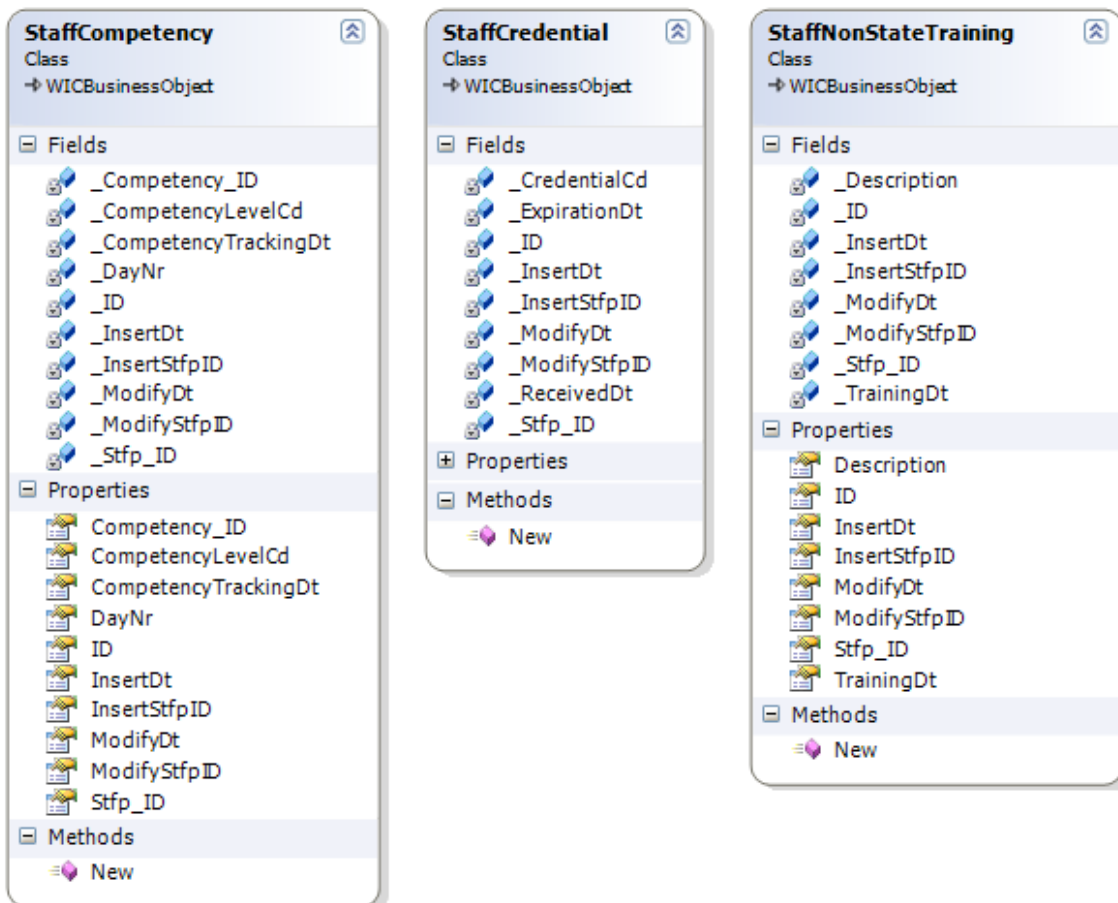 StaffCompetency
Class
WICBusinessObject
Fields
_Competency_ID
_CompetencyLevelCd
_CompetencyTrackingDt
_DayNr
_ID
_InsertDt
_InsertStfpID
_ModifyDt
_ModifyStfpID
_Stfp_ID
Properties
Competency_ID
CompetencyLevelCd
CompetencyTrackingDt
DayNr
ID
InsertDt
InsertStfpID
ModifyDt
ModifyStfpID
Stfp_ID
Methods
New
StaffCredential
Class
WICBusinessObject
Fields
_CredentialCd
_ExpirationDt
_ID
_InsertDt
_InsertStfpID
_ModifyDt
_ModifyStfpID
_ReceivedDt
_Stfp_ID
Properties
Methods
New
StaffNonStateTraining
Class
WICBusinessObject
Fields
_Description
_ID
_InsertDt
_InsertStfpID
_ModifyDt
_ModifyStfpID
_Stfp_ID
_TrainingDt
Properties
Description
ID
InsertDt
InsertStfpID
ModifyDt
ModifyStfpID
Stfp_ID
TrainingDt
Methods
New